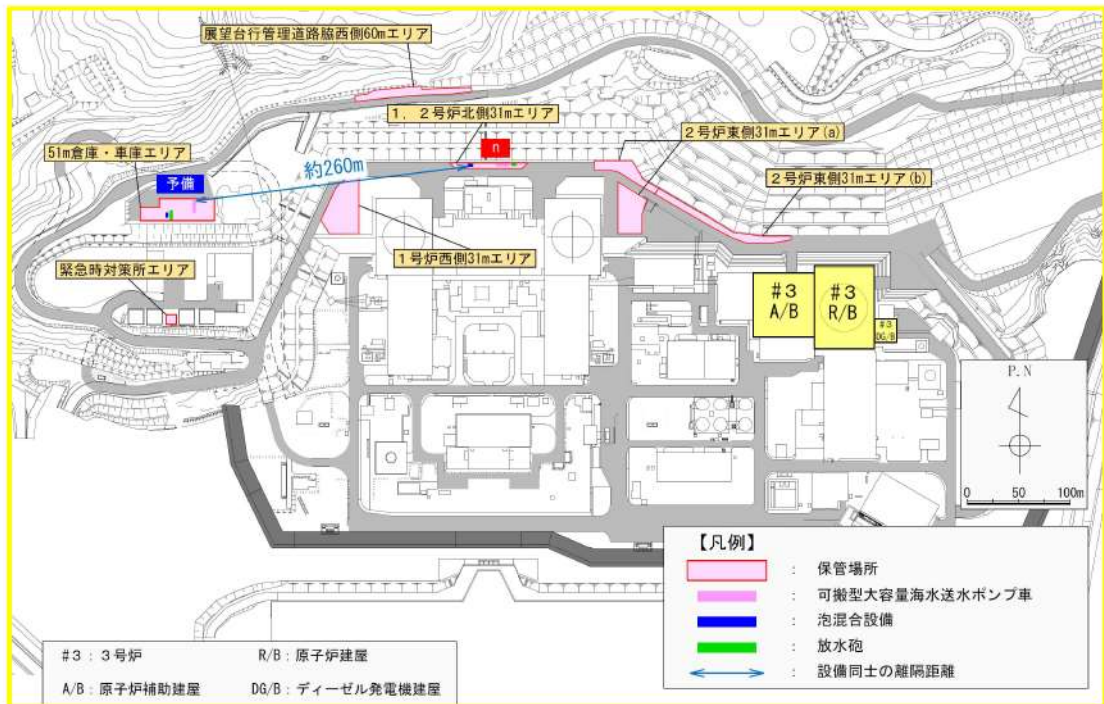 展望台行管理道路脇西側60mエリア
1，2号炉北側31mエリア
2号炉東側31mエリア(a)
51m倉庫・車庫エリア
n
約260m
予備
2号炉東側31mエリア(b)
1号炉西側31mエリア
緊急時対策所エリア
#3
A/B
#3
R/B
#3
DG/B
P.N
0 50 100m
【凡例】
： 保管場所
： 可搬型大容量海水送水ポンプ車
： 泡混合設備
： 放水砲
： 設備同士の離隔距離
#3：3号炉 R/B：原子炉建屋
A/B：原子炉補助建屋 DG/B：ディーゼル発電機建屋